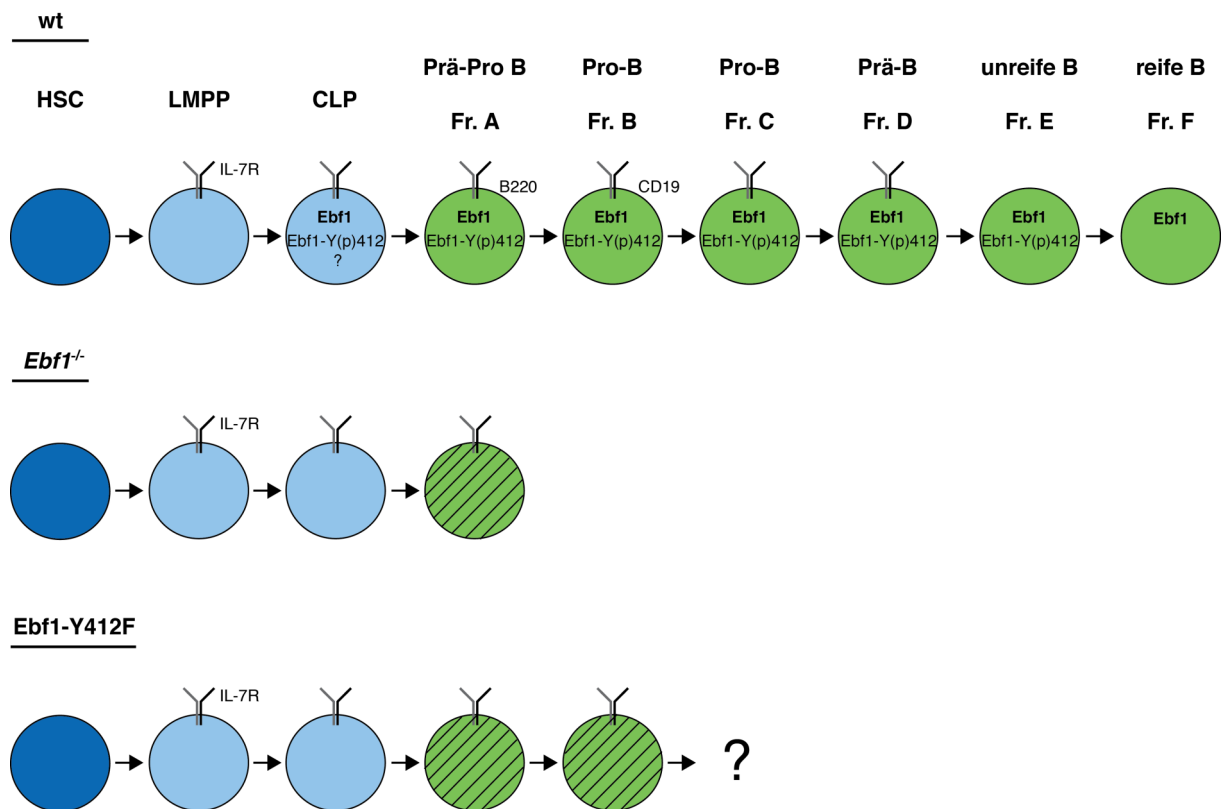 wt
HSC LMPP CLP Prä-Pro B Pro-B Pro-B Prä-B unreife B reife B
Fr. A Fr. B Fr. C Fr. D Fr. E Fr. F
IL-7R B220 CD19
Ebf1 Ebf1 Ebf1 Ebf1 Ebf1 Ebf1 Ebf1
Ebf1-Y(p)412 Ebf1-Y(p)412 Ebf1-Y(p)412 Ebf1-Y(p)412 Ebf1-Y(p)412 Ebf1-Y(p)412
?
Ebf1-/-
IL-7R
Ebf1-Y412F
IL-7R
?